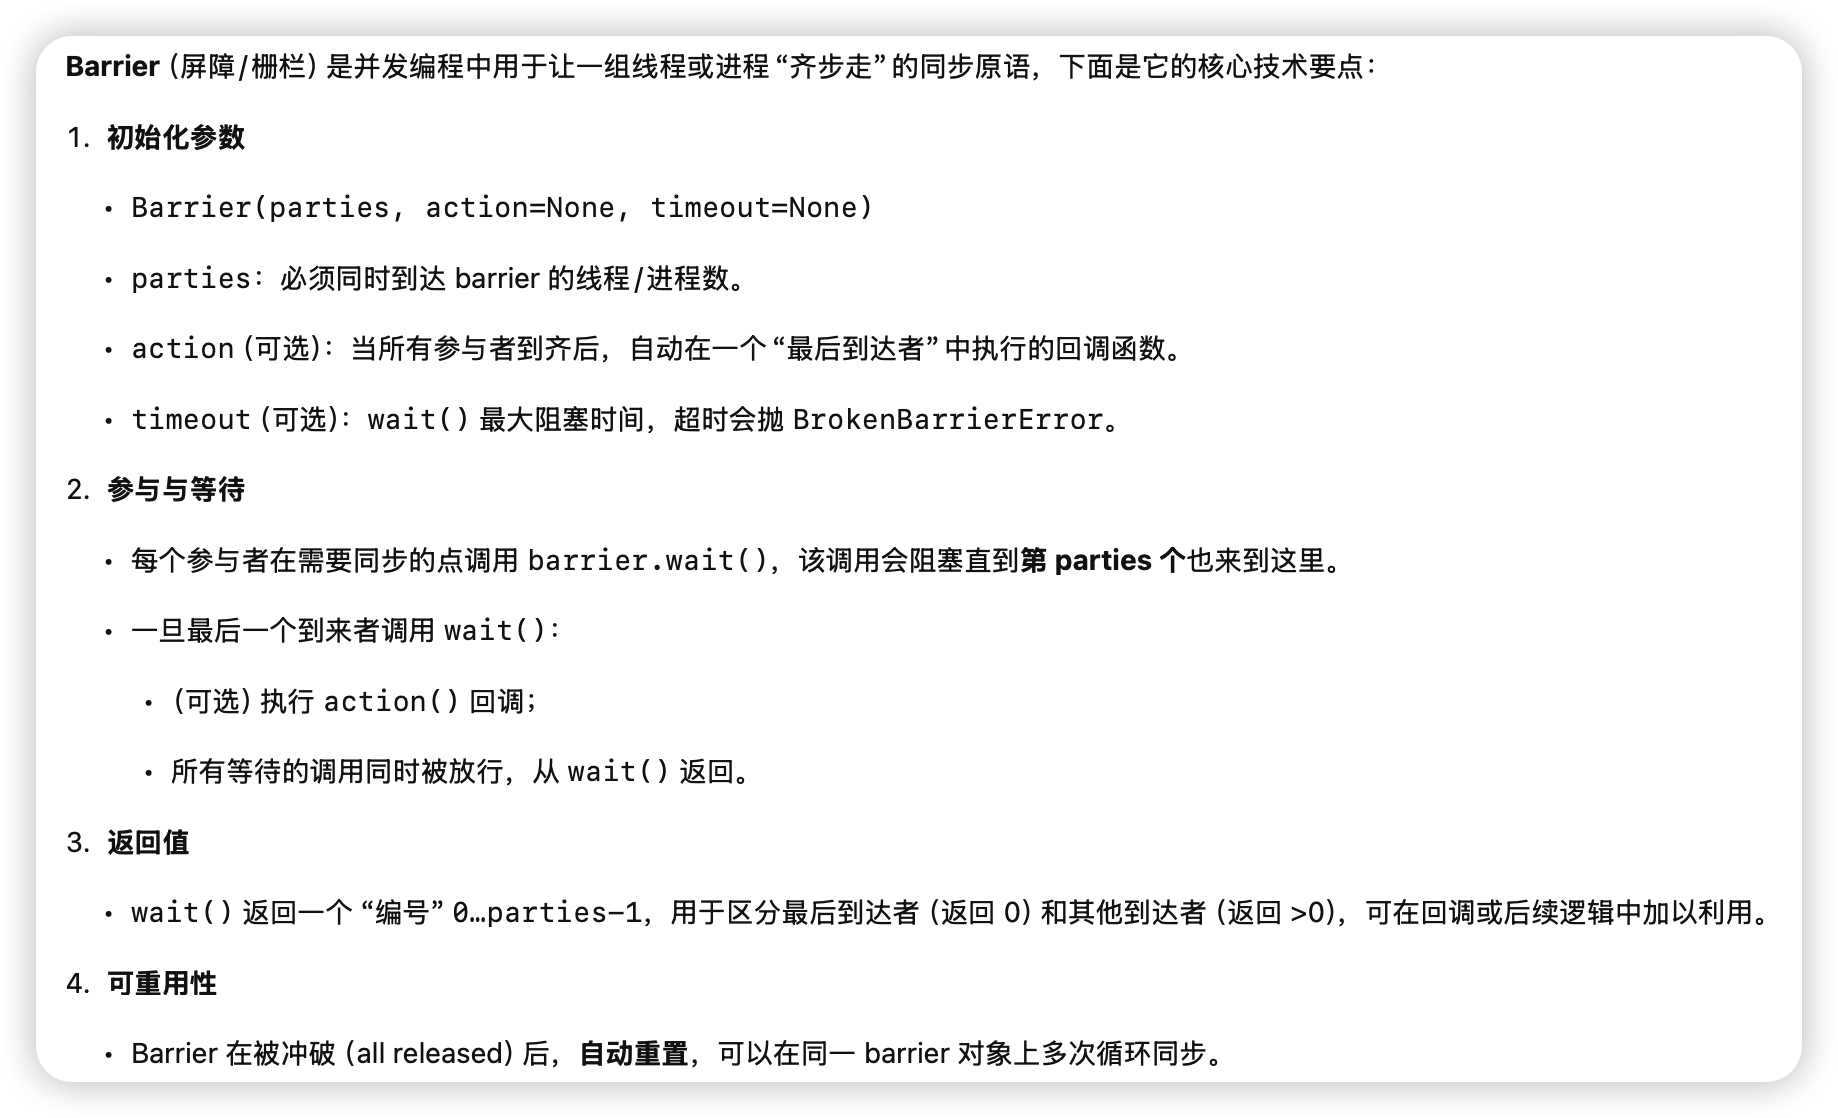 Barrier（屏障/栅栏）是并发编程中用于让一组线程或进程“齐步走”的同步原语，下面是它的核心技术要点：
1. 初始化参数
• Barrier(parties, action=None, timeout=None)
• parties：必须同时到达 barrier 的线程/进程数。
• action（可选）：当所有参与者到齐后，自动在一个“最后到达者”中执行的回调函数。
• timeout（可选）：wait() 最大阻塞时间，超时会抛 BrokenBarrierError。
2. 参与与等待
• 每个参与者在需要同步的点调用 barrier.wait()，该调用会阻塞直到第 parties 个也来到这里。
• 一旦最后一个到来者调用 wait()：
• （可选）执行 action() 回调；
• 所有等待的调用同时被放行，从 wait() 返回。
3. 返回值
• wait() 返回一个 “编号” 0…parties−1，用于区分最后到达者（返回 0）和其他到达者（返回 >0），可在回调或后续逻辑中加以利用。
4. 可重用性
• Barrier 在被冲破（all released）后，自动重置，可以在同一 barrier 对象上多次循环同步。